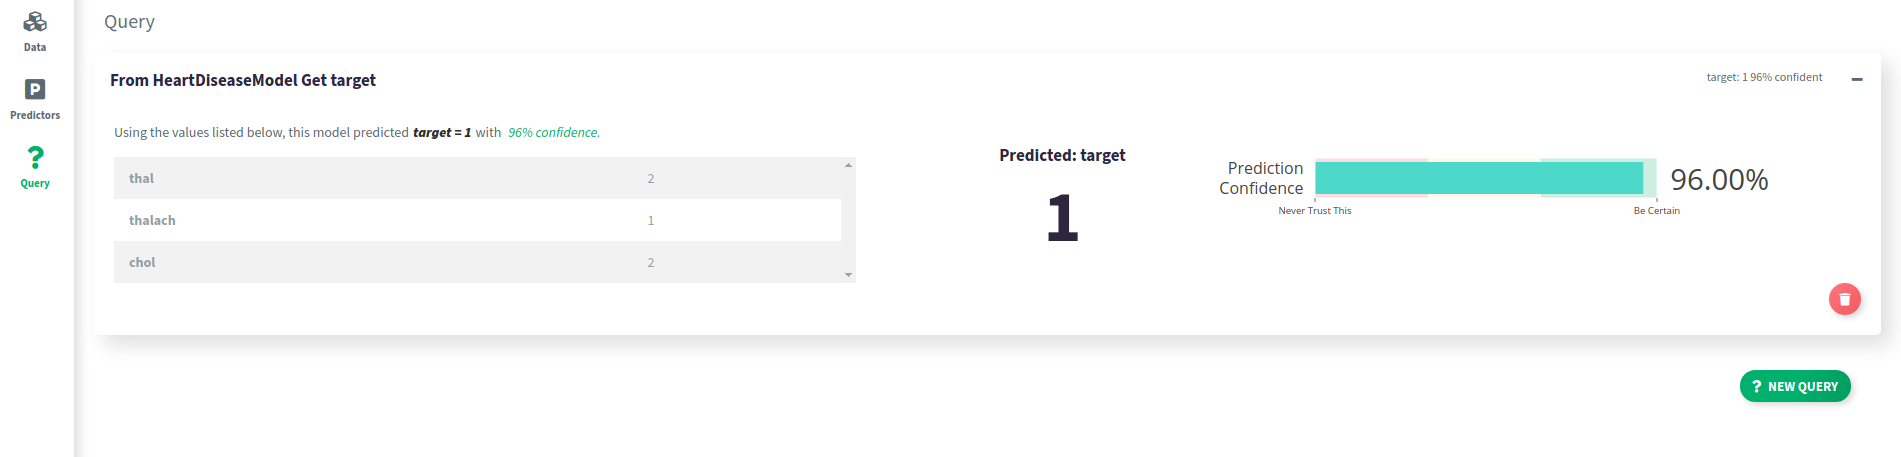 Query
Data
Predictors
Query
From HeartDiseaseModel Get target
target: 1 96% confident
Using the values listed below, this model predicted target = 1 with 96% confidence.
thal 2
thalach 1
chol 2
Predicted: target
1
Prediction
Confidence
96.00%
Never Trust This
Be Certain
? NEW QUERY